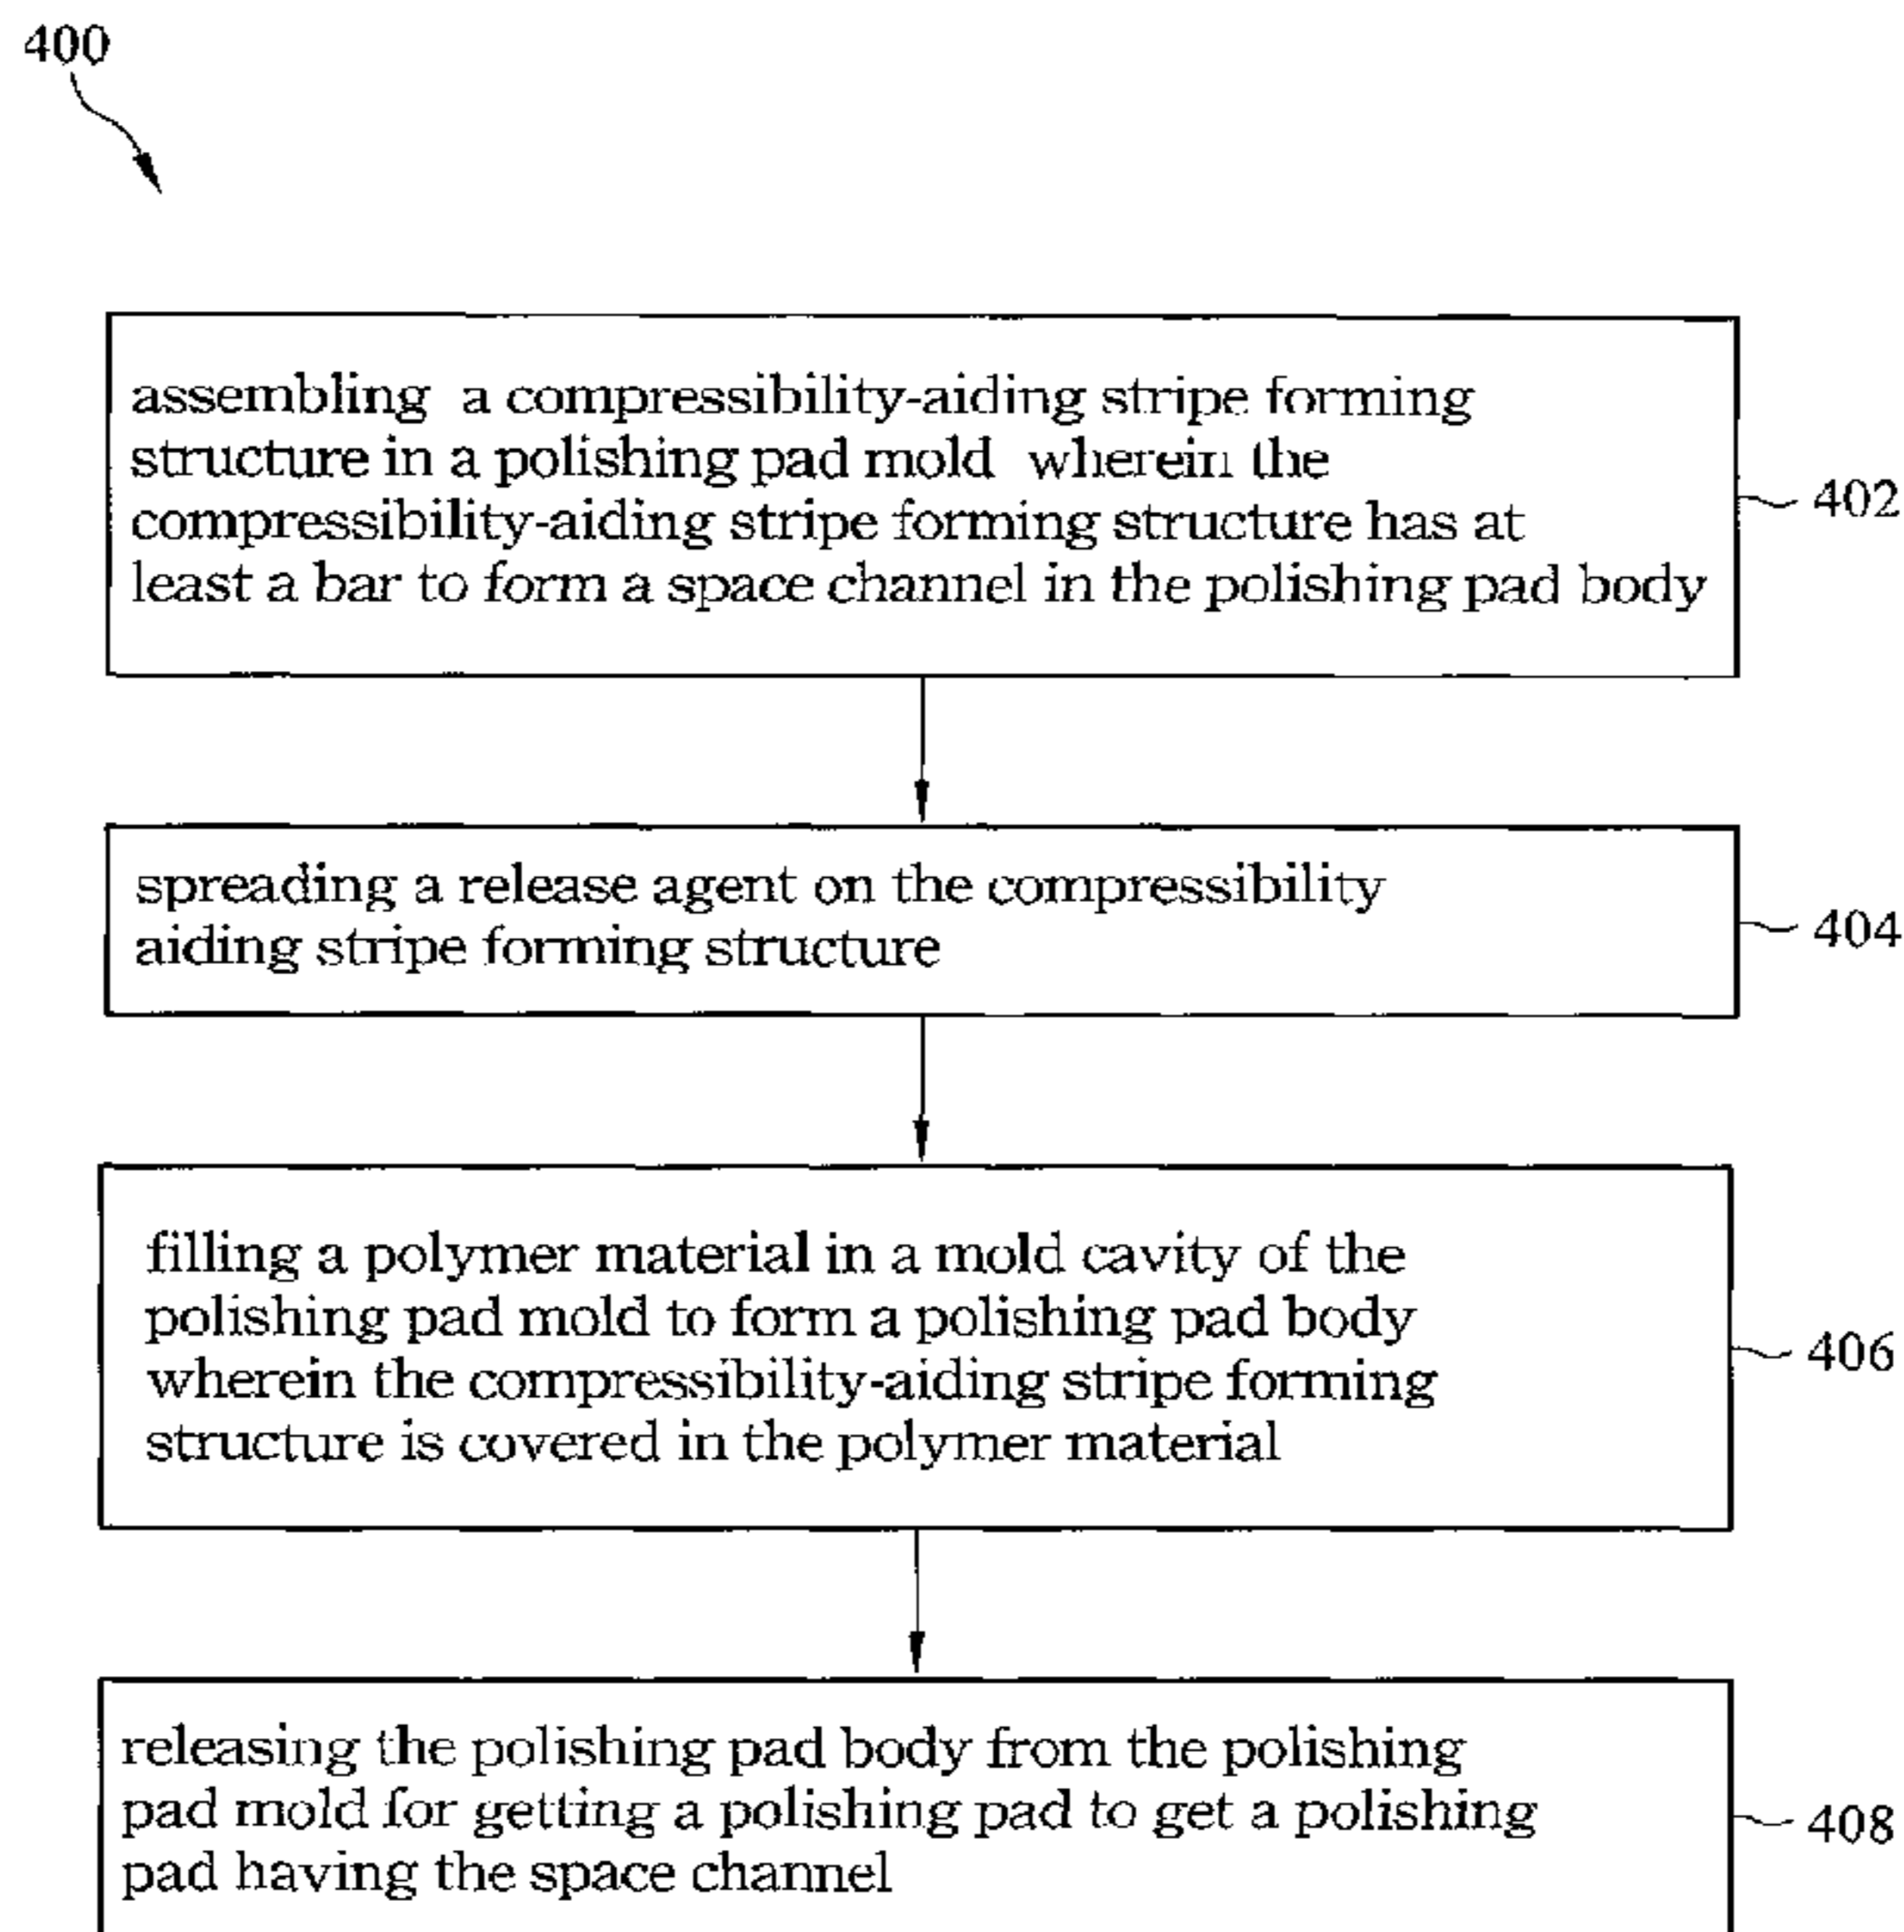 400
assembling a compressibility-aiding stripe forming
structure in a polishing pad mold wherein the
compressibility-aiding stripe forming structure has at
least a bar to form a space channel in the polishing pad body
402
spreading a release agent on the compressibility
aiding stripe forming structure
404
filling a polymer material in a mold cavity of the
polishing pad mold to form a polishing pad body
wherein the compressibility-aiding stripe forming
structure is covered in the polymer material
406
releasing the polishing pad body from the polishing
pad mold for getting a polishing pad to get a polishing
pad having the space channel
408